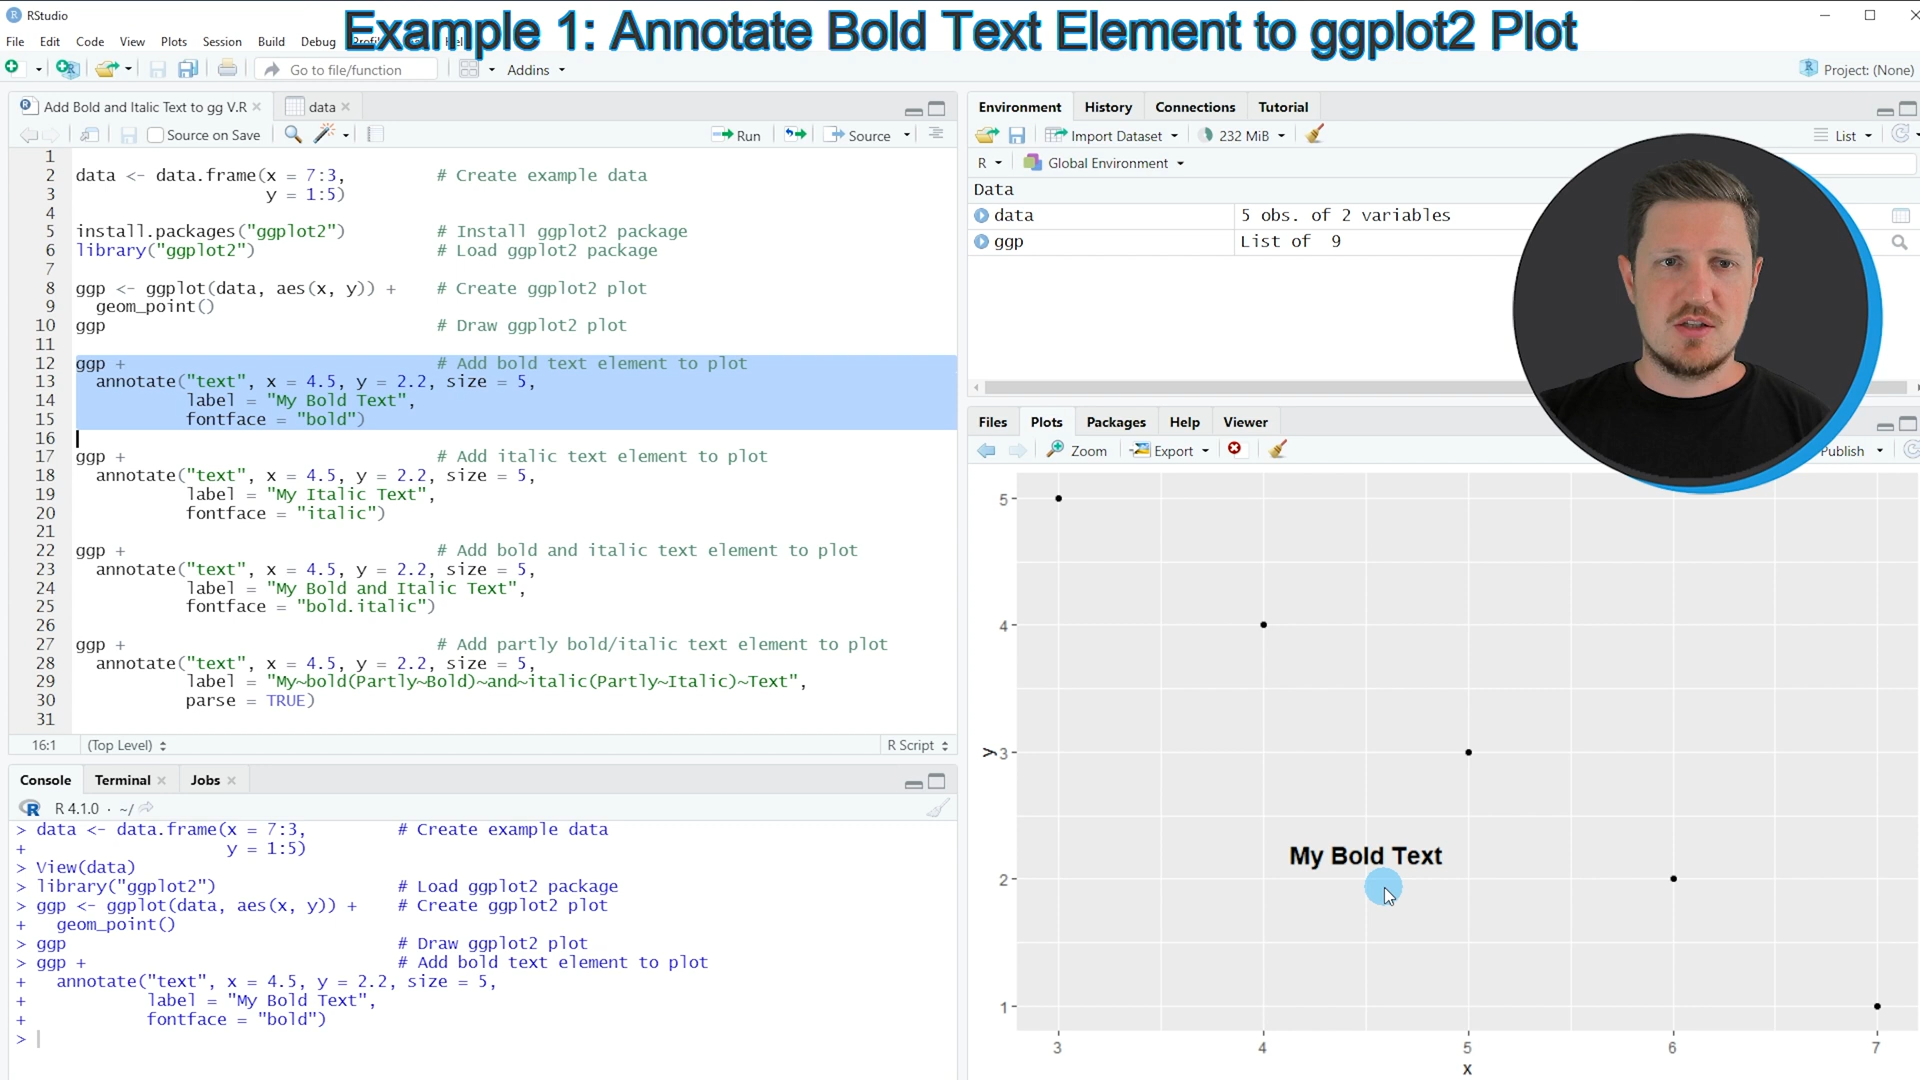 RStudio
Example 1: Annotate Bold Text Element to ggplot2 Plot
File Edit Code View Plots Session Build Debug
Go to file/function
Addins
Project: (None)
Add Bold and Italic Text to gg V.R
data
Source on Save
Run
Source
1
2 data <- data.frame(x = 7:3, # Create example data
3 y = 1:5)
4
5 install.packages("ggplot2") # Install ggplot2 package
6 library("ggplot2") # Load ggplot2 package
7
8 ggp <- ggplot(data, aes(x, y)) + # Create ggplot2 plot
9 geom_point()
10 ggp # Draw ggplot2 plot
11
12 ggp + # Add bold text element to plot
13 annotate("text", x = 4.5, y = 2.2, size = 5,
14 label = "My Bold Text",
15 fontface = "bold")
16
17 ggp + # Add italic text element to plot
18 annotate("text", x = 4.5, y = 2.2, size = 5,
19 label = "My Italic Text",
20 fontface = "italic")
21
22 ggp + # Add bold and italic text element to plot
23 annotate("text", x = 4.5, y = 2.2, size = 5,
24 label = "My Bold and Italic Text",
25 fontface = "bold.italic")
26
27 ggp + # Add partly bold/italic text element to plot
28 annotate("text", x = 4.5, y = 2.2, size = 5,
29 label = "My~bold(Partly~Bold)~and~italic(Partly~Italic)~Text",
30 parse = TRUE)
31
16:1 (Top Level) R Script
Console Terminal Jobs
R 4.1.0 · ~/
> data <- data.frame(x = 7:3, # Create example data
+ y = 1:5)
> View(data)
> library("ggplot2") # Load ggplot2 package
> ggp <- ggplot(data, aes(x, y)) + # Create ggplot2 plot
+ geom_point()
> ggp # Draw ggplot2 plot
> ggp + # Add bold text element to plot
+ annotate("text", x = 4.5, y = 2.2, size = 5,
+ label = "My Bold Text",
+ fontface = "bold")
>
Environment History Connections Tutorial
Import Dataset 232 MiB List
R Global Environment
Data
data 5 obs. of 2 variables
ggp List of 9
Files Plots Packages Help Viewer
Zoom Export Publish
5
4
y
3
My Bold Text
2
1
3 4 5 6 7
x